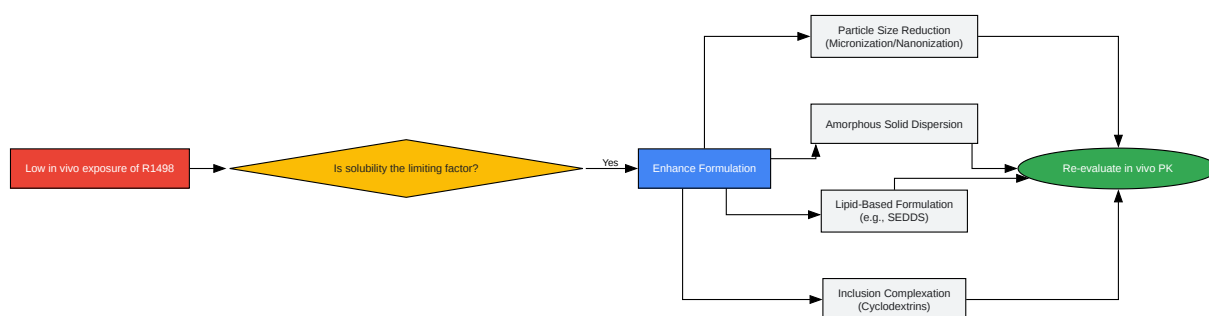 Particle Size Reduction
(Micronization/Nanonization)
Amorphous Solid Dispersion
Low in vivo exposure of R1498
Is solubility the limiting factor?
Yes
Enhance Formulation
Re-evaluate in vivo PK
Lipid-Based Formulation
(e.g., SEDDS)
Inclusion Complexation
(Cyclodextrins)